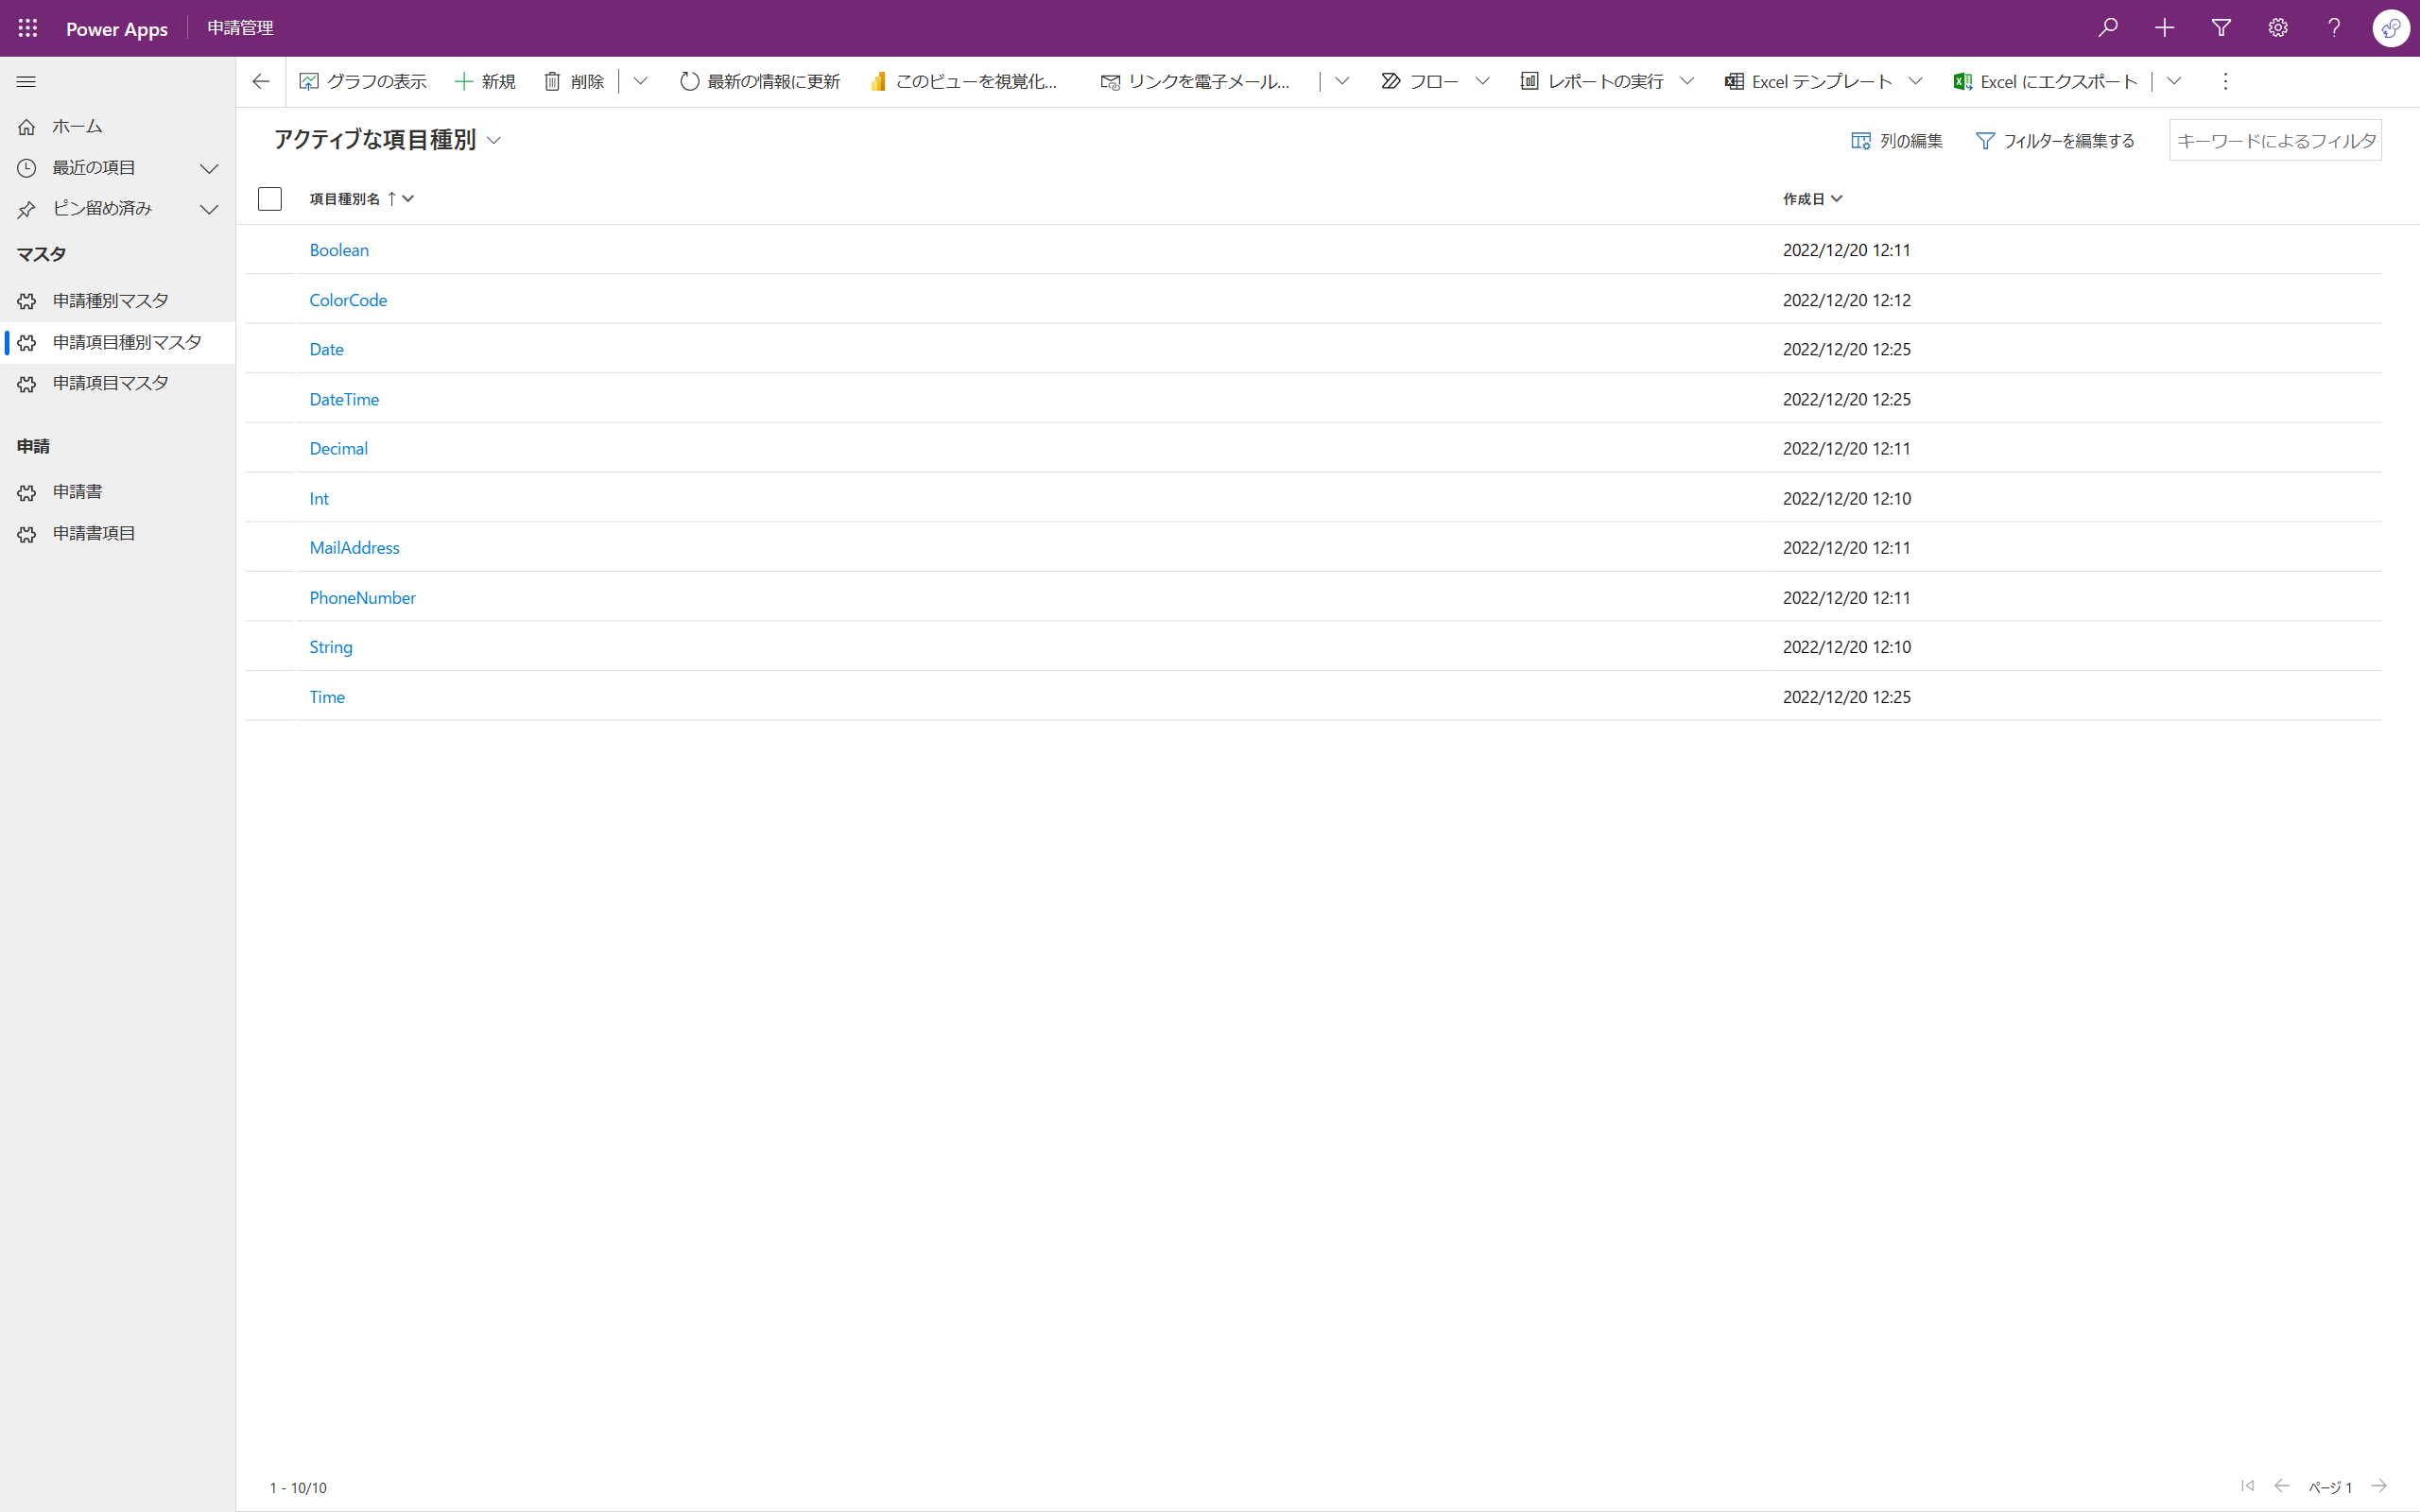 Power Apps 申請管理
グラフの表示 新規 削除 最新の情報に更新 このビューを視覚化... リンクを電子メール... フロー レポートの実行 Excel テンプレート Excel にエクスポート
ホーム
最近の項目
ピン留め済み
マスタ
申請種別マスタ
申請項目種別マスタ
申請項目マスタ
申請
申請書
申請書項目
アクティブな項目種別 列の編集 フィルターを編集する キーワードによるフィルタ
項目種別名 作成日
Boolean 2022/12/20 12:11
ColorCode 2022/12/20 12:12
Date 2022/12/20 12:25
DateTime 2022/12/20 12:25
Decimal 2022/12/20 12:11
Int 2022/12/20 12:10
MailAddress 2022/12/20 12:11
PhoneNumber 2022/12/20 12:11
String 2022/12/20 12:10
Time 2022/12/20 12:25
1 - 10/10 ページ 1